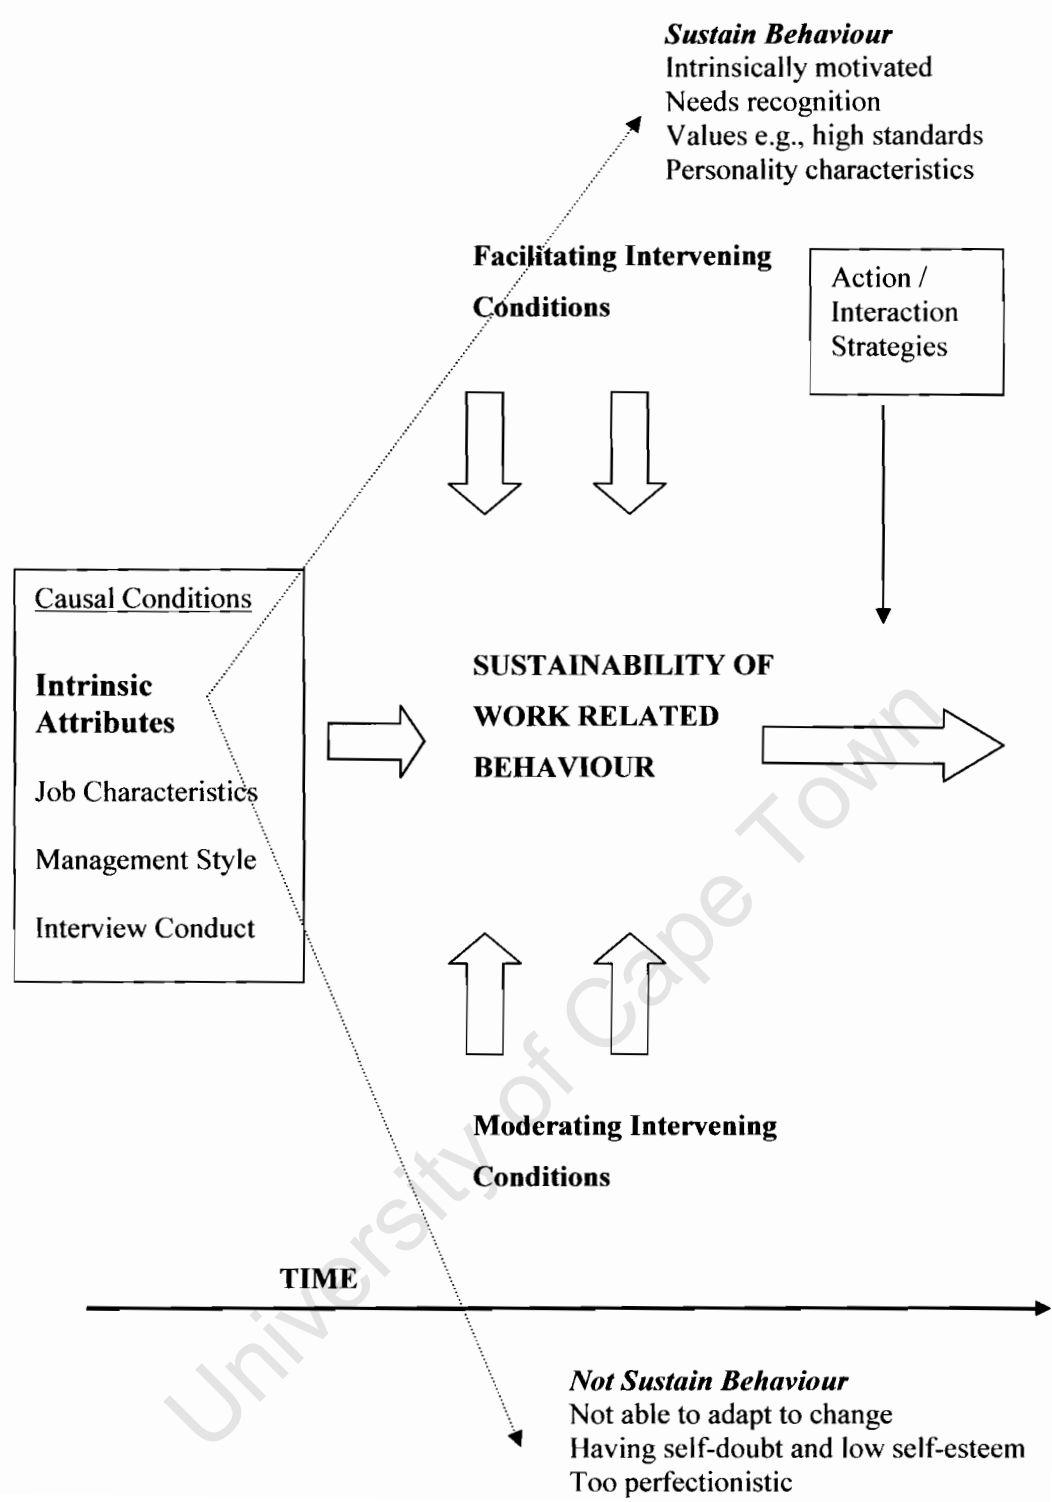 Sustain Behaviour
Intrinsically motivated
Needs recognition
Values e.g., high standards
Personality characteristics
Facilitating Intervening
Conditions
Action /
Interaction
Strategies
Causal Conditions
Intrinsic
Attributes
Job Characteristics
Management Style
Interview Conduct
SUSTAINABILITY OF
WORK RELATED
BEHAVIOUR
Moderating Intervening
Conditions
TIME
Not Sustain Behaviour
Not able to adapt to change
Having self-doubt and low self-esteem
Too perfectionistic
University of Cape Town